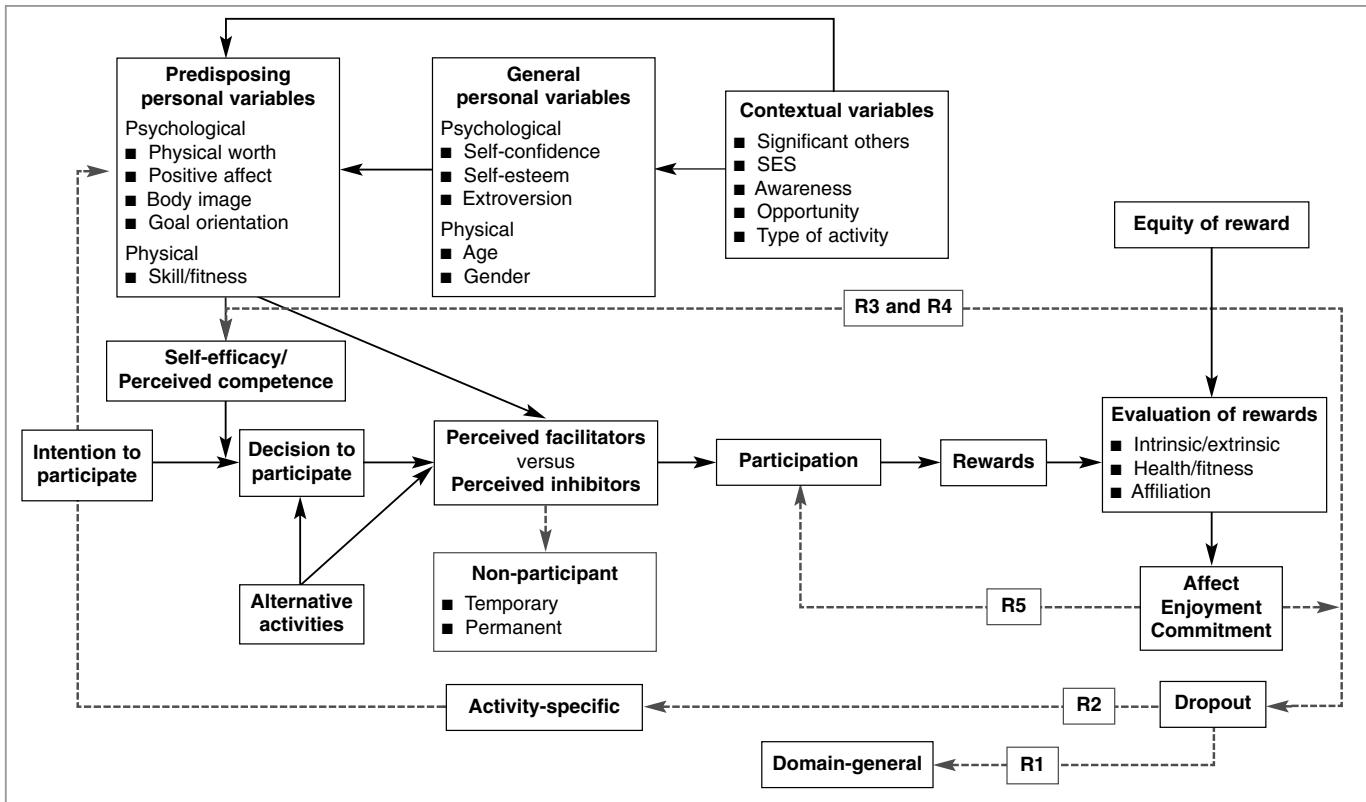 Predisposing
personal variables
Psychological
■ Physical worth
■ Positive affect
■ Body image
■ Goal orientation
Physical
■ Skill/fitness
General
personal variables
Psychological
■ Self-confidence
■ Self-esteem
■ Extroversion
Physical
■ Age
■ Gender
Contextual variables
■ Significant others
■ SES
■ Awareness
■ Opportunity
■ Type of activity
Equity of reward
R3 and R4
Self-efficacy/
Perceived competence
Intention to
participate
Decision to
participate
Perceived facilitators
versus
Perceived inhibitors
Participation
Rewards
Evaluation of rewards
■ Intrinsic/extrinsic
■ Health/fitness
■ Affiliation
Alternative
activities
Non-participant
■ Temporary
■ Permanent
R5
Affect
Enjoyment
Commitment
Activity-specific
R2
Dropout
Domain-general
R1